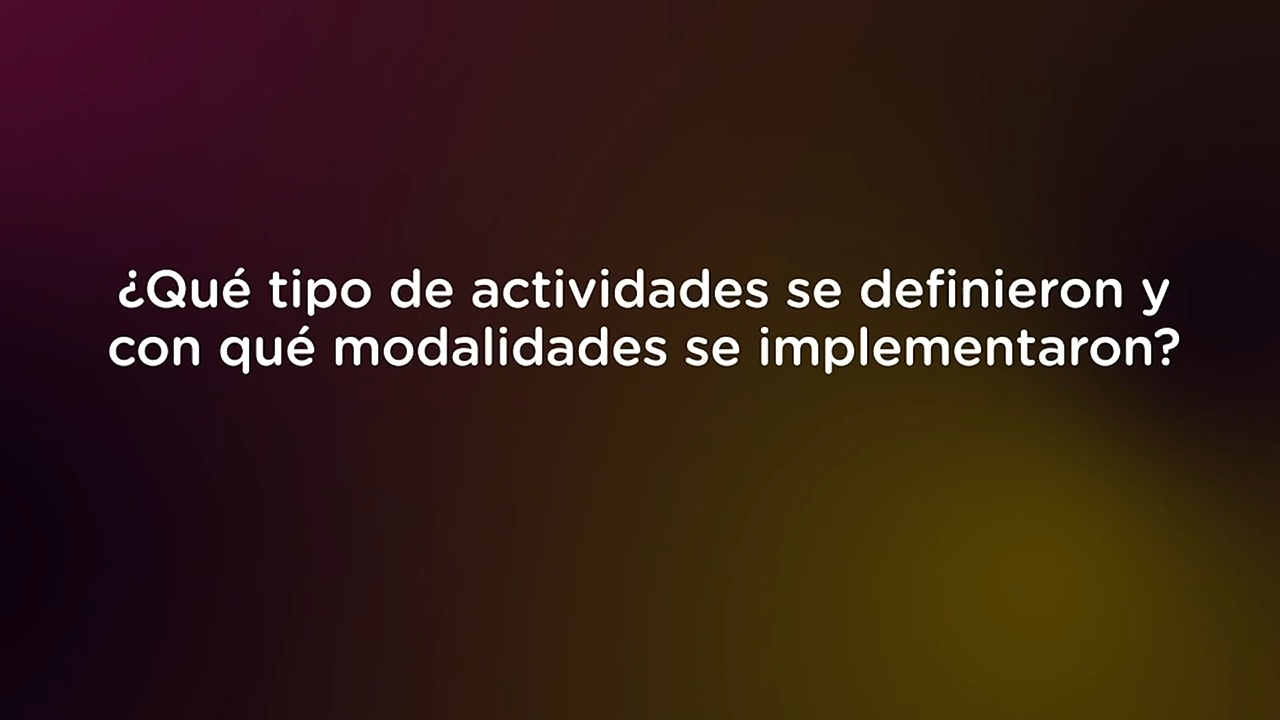 ¿Qué tipo de actividades se definieron y
con qué modalidades se implementaron?